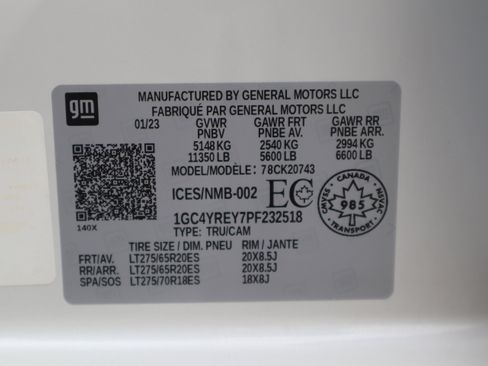 gm
MANUFACTURED BY GENERAL MOTORS LLC
FABRIQUÉ PAR GENERAL MOTORS LLC
01/23 GVWR GAWR FRT GAWR RR
PNBV PNBE AV. PNBE ARR.
5148 KG 2540 KG 2994 KG
11350 LB 5600 LB 6600 LB
MODEL/MODÈLE: 78CK20743
ICES/NMB-002 EC
CANADA
985
TRANSPORT
1GC4YREY7PF232518
TYPE: TRU/CAM
140X
TIRE SIZE / DIM. PNEU RIM / JANTE
FRT/AV. LT275/65R20ES 20X8.5J
RR/ARR. LT275/65R20ES 20X8.5J
SPA/SOS LT275/70R18ES 18X8J